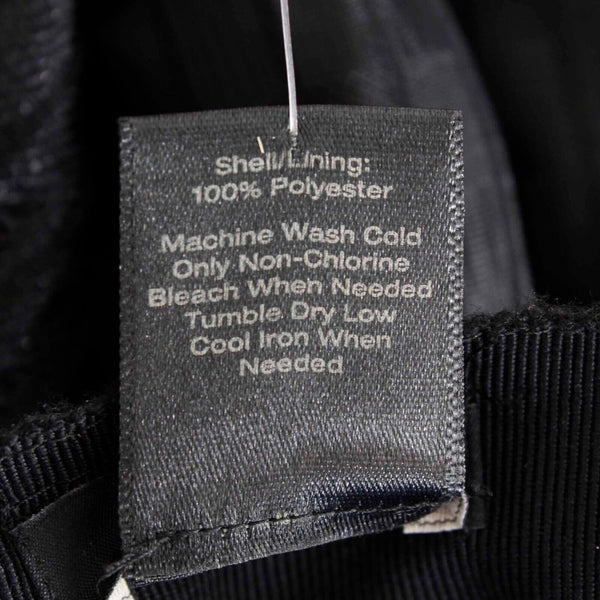 Shell/Lining:
100% Polyester
Machine Wash Cold
Only Non-Chlorine
Bleach When Needed
Tumble Dry Low
Cool Iron When
Needed